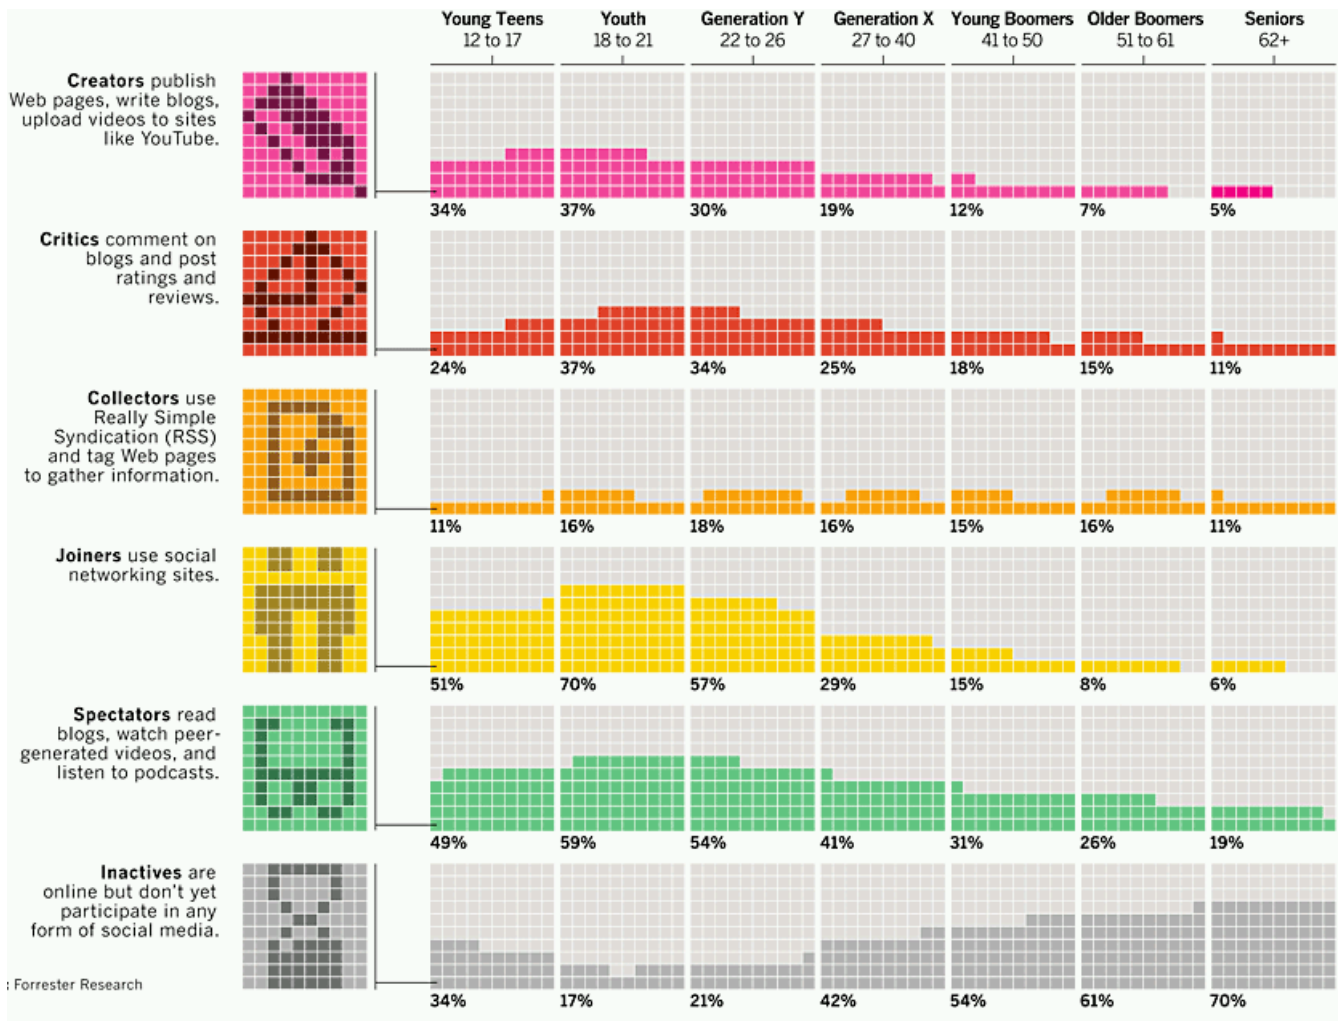 Young Teens Youth Generation Y Generation X Young Boomers Older Boomers Seniors
12 to 17 18 to 21 22 to 26 27 to 40 41 to 50 51 to 61 62+
Creators publish
Web pages, write blogs,
upload videos to sites
like YouTube.
34% 37% 30% 19% 12% 7% 5%
Critics comment on
blogs and post
ratings and
reviews.
24% 37% 34% 25% 18% 15% 11%
Collectors use
Really Simple
Syndication (RSS)
and tag Web pages
to gather information.
11% 16% 18% 16% 15% 16% 11%
Joiners use social
networking sites.
51% 70% 57% 29% 15% 8% 6%
Spectators read
blogs, watch peer-
generated videos, and
listen to podcasts.
49% 59% 54% 41% 31% 26% 19%
Inactives are
online but don't yet
participate in any
form of social media.
: Forrester Research
34% 17% 21% 42% 54% 61% 70%